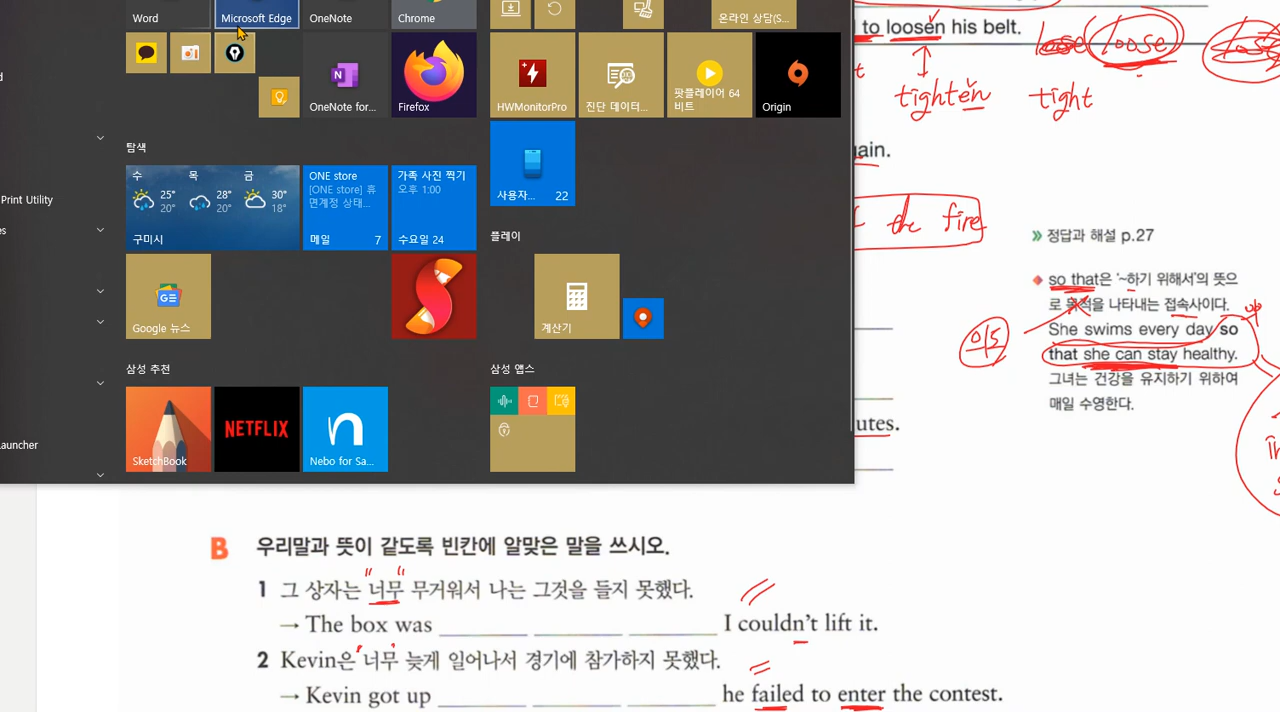 Word
Microsoft Edge
OneNote
Chrome
온라인 상담(S...
OneNote for...
Firefox
HWMonitorPro
진단 데이터...
팟플레이어 64
비트
Origin
탐색
수 목 금
25° 28° 30°
20° 20° 18°
구미시
ONE store
[ONE store] 휴
면계정 상태...
메일 7
가족 사진 찍기
오후 1:00
수요일 24
사용자... 22
플레이
Google 뉴스
GE
계산기
삼성 추천
삼성 앱스
SketchBook
NETFLIX
Nebo for Sa...
Print Utility
auncher
to loosen his belt.
loose
tighten tight
ain.
the fire
정답과 해설 p.27
so that은 '~하기 위해서'의 뜻으
로 목적을 나타내는 접속사이다.
She swims every day so
that she can stay healthy.
그녀는 건강을 유지하기 위하여
매일 수영한다.
utes.
B 우리말과 뜻이 같도록 빈칸에 알맞은 말을 쓰시오.
1 그 상자는 너무 무거워서 나는 그것을 들지 못했다.
→ The box was ______ ______ ______ I couldn't lift it.
2 Kevin은 너무 늦게 일어나서 경기에 참가하지 못했다.
→ Kevin got up ______ ______ ______ he failed to enter the contest.